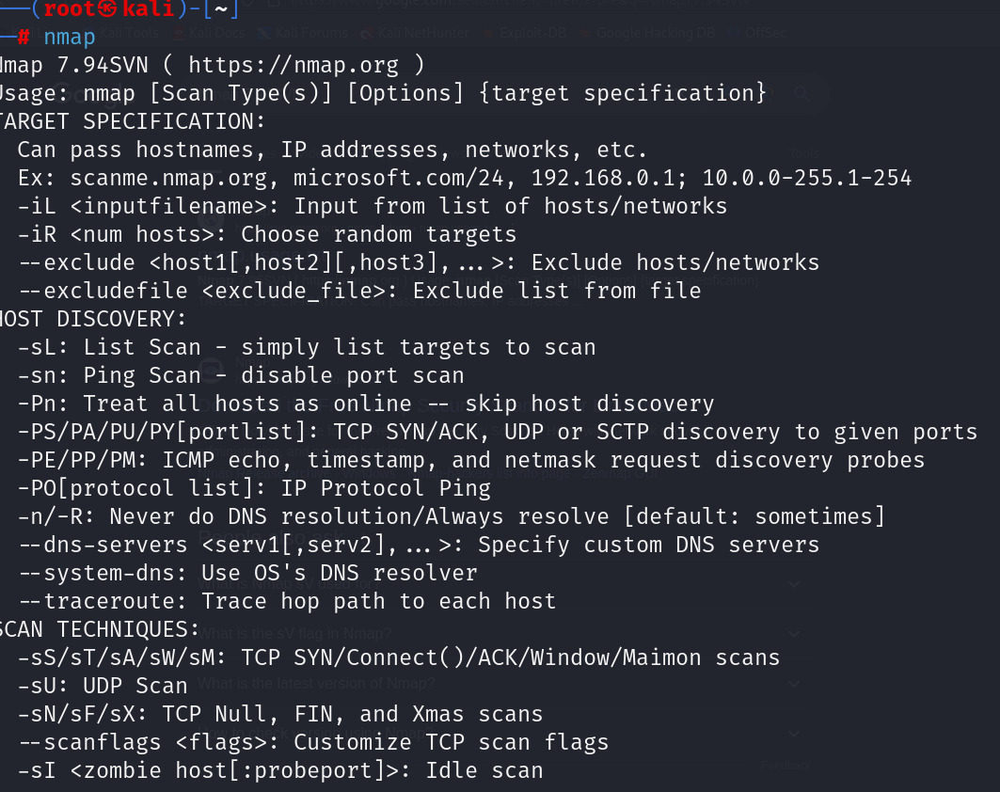 (root㉿kali)-[~]
# nmap
Nmap 7.94SVN ( https://nmap.org )
Usage: nmap [Scan Type(s)] [Options] {target specification}
TARGET SPECIFICATION:
Can pass hostnames, IP addresses, networks, etc.
Ex: scanme.nmap.org, microsoft.com/24, 192.168.0.1; 10.0.0-255.1-254
-iL <inputfilename>: Input from list of hosts/networks
-iR <num hosts>: Choose random targets
--exclude <host1[,host2][,host3],...>: Exclude hosts/networks
--excludefile <exclude_file>: Exclude list from file
HOST DISCOVERY:
-sL: List Scan - simply list targets to scan
-sn: Ping Scan - disable port scan
-Pn: Treat all hosts as online -- skip host discovery
-PS/PA/PU/PY[portlist]: TCP SYN/ACK, UDP or SCTP discovery to given ports
-PE/PP/PM: ICMP echo, timestamp, and netmask request discovery probes
-PO[protocol list]: IP Protocol Ping
-n/-R: Never do DNS resolution/Always resolve [default: sometimes]
--dns-servers <serv1[,serv2],...>: Specify custom DNS servers
--system-dns: Use OS's DNS resolver
--traceroute: Trace hop path to each host
SCAN TECHNIQUES:
-sS/sT/sA/sW/sM: TCP SYN/Connect()/ACK/Window/Maimon scans
-sU: UDP Scan
-sN/sF/sX: TCP Null, FIN, and Xmas scans
--scanflags <flags>: Customize TCP scan flags
-sI <zombie host[:probeport]>: Idle scan